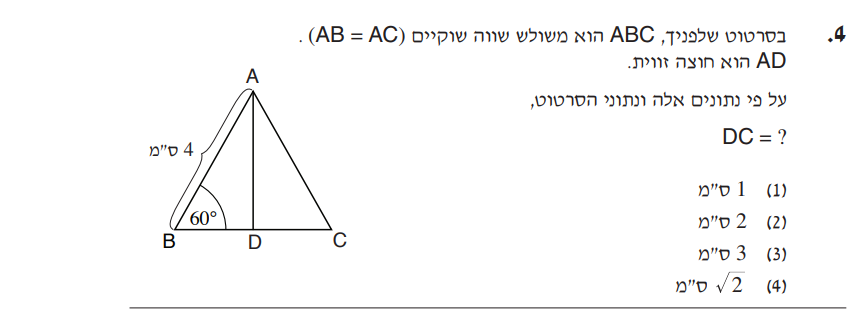 4. בסרטוט שלפניך, ABC הוא משולש שווה שוקיים (AB = AC) .
AD הוא חוצה זווית.
על פי נתונים אלה ונתוני הסרטוט,
DC = ?
(1) 1 ס"מ
(2) 2 ס"מ
(3) 3 ס"מ
(4) √2 ס"מ
A
4 ס"מ
60°
B
D
C